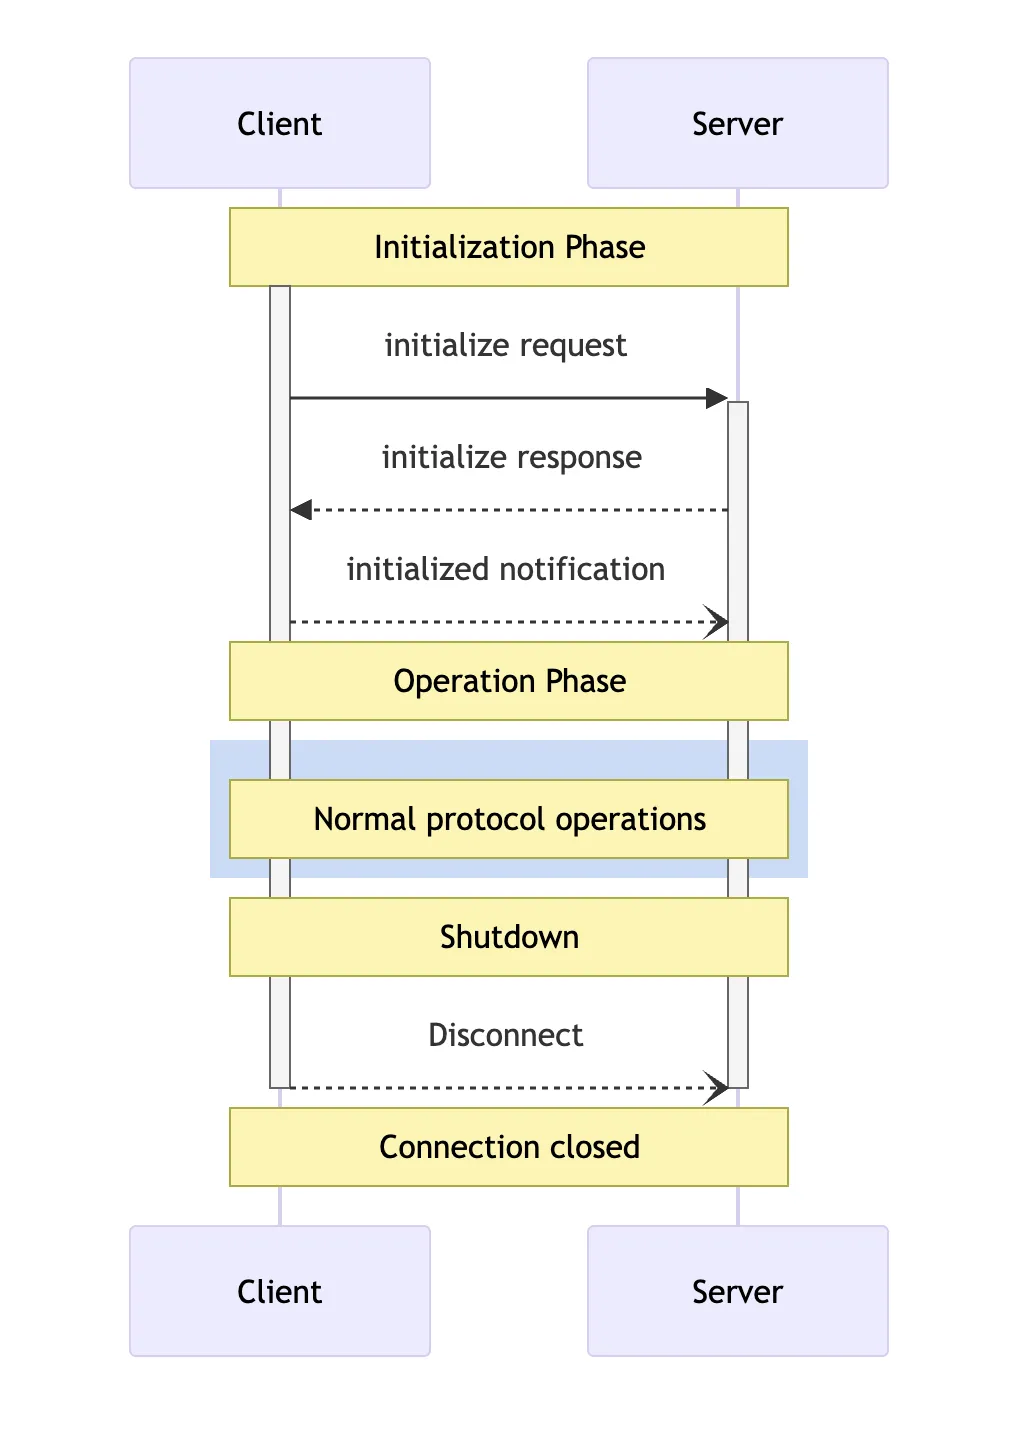 Client
Server
Initialization Phase
initialize request
initialize response
initialized notification
Operation Phase
Normal protocol operations
Shutdown
Disconnect
Connection closed
Client
Server